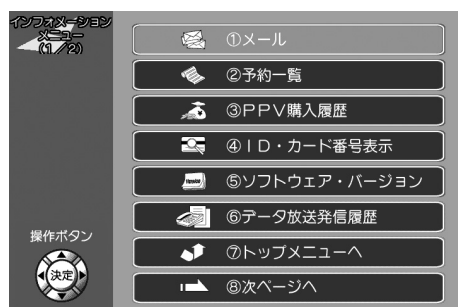 インフォメーション
メニュー
(1/2)
①メール
②予約一覧
③PPV購入履歴
④ID・カード番号表示
⑤ソフトウェア・バージョン
⑥データ放送発信履歴
⑦トップメニューへ
⑧次ページへ
操作ボタン
決定